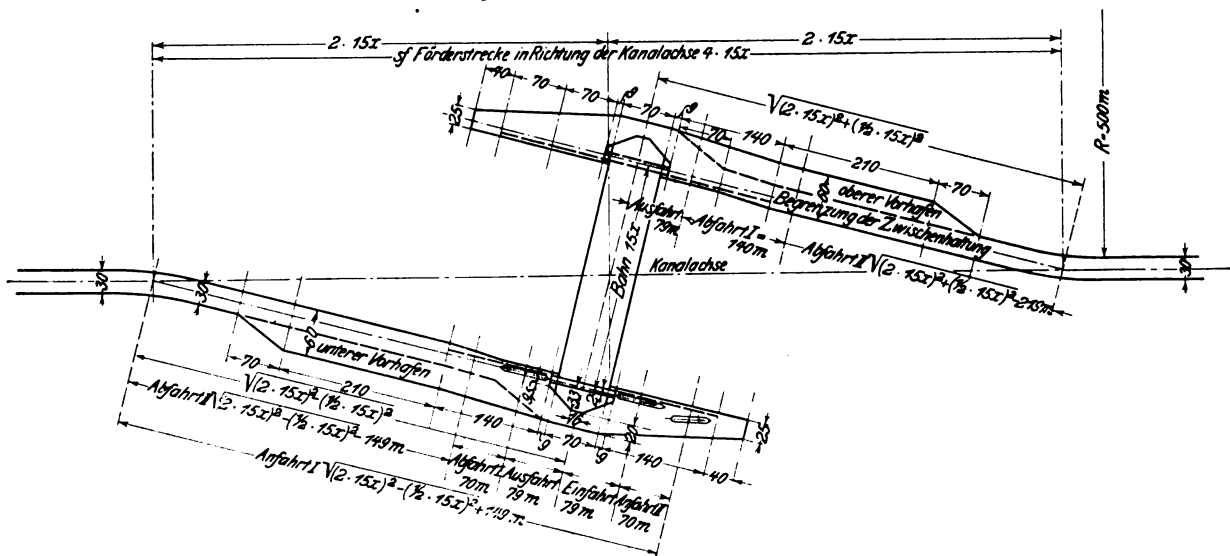 2 · 15x
2 · 15x
sf Förderstrecke in Richtung der Kanalachse 4 · 15x
40
70
70
9
70
9
√(2 · 15x)² + (½ · 15x)²
25
70
140
210
70
R = 500m
60
oberer Vorhafen
Begrenzung der Zwischenhaltung
Ausfahrt
79m
Abfahrt I =
140m
Abfahrt II √(2 · 15x)² + (½ · 15x)² - 219m
Bahn 15x
Kanalachse
30
30
30
60
unterer Vorhafen
70
210
√(2 · 15x)² - (½ · 15x)²
Abfahrt II √(2 · 15x)² - (½ · 15x)² - 149m
140
9
70
9
140
40
20
25
Anfahrt I √(2 · 15x)² - (½ · 15x)² + 149m
Abfahrt I
70m
Ausfahrt
79m
Einfahrt
79m
Anfahrt II
70m